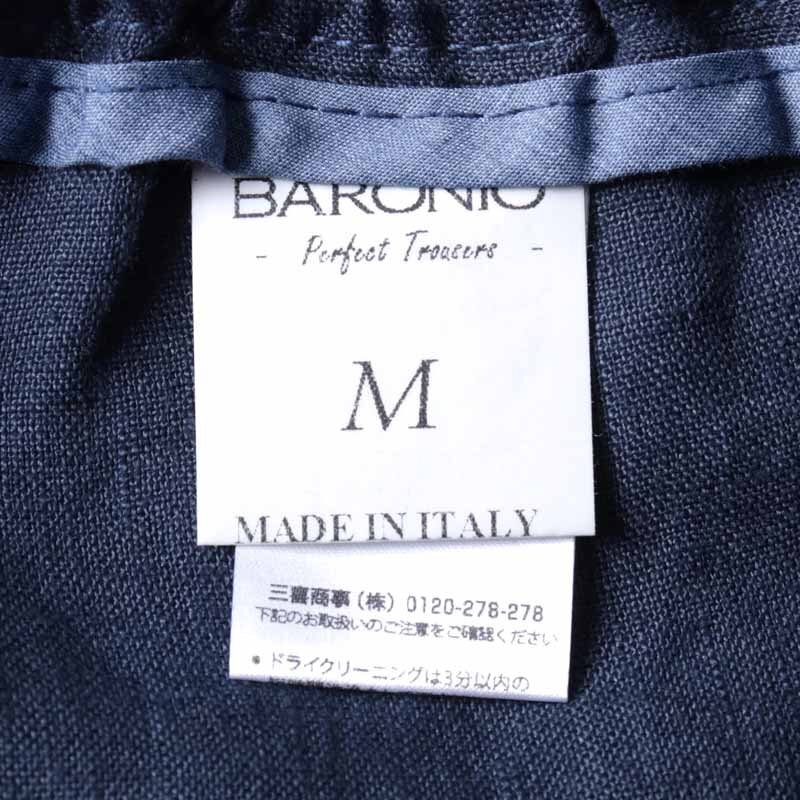 BARONIO
- Perfect Trousers -
M
MADE IN ITALY
三喜商事(株) 0120-278-278
下記のお取扱いのご注意をご確認ください
• ドライクリーニングは3分以内の